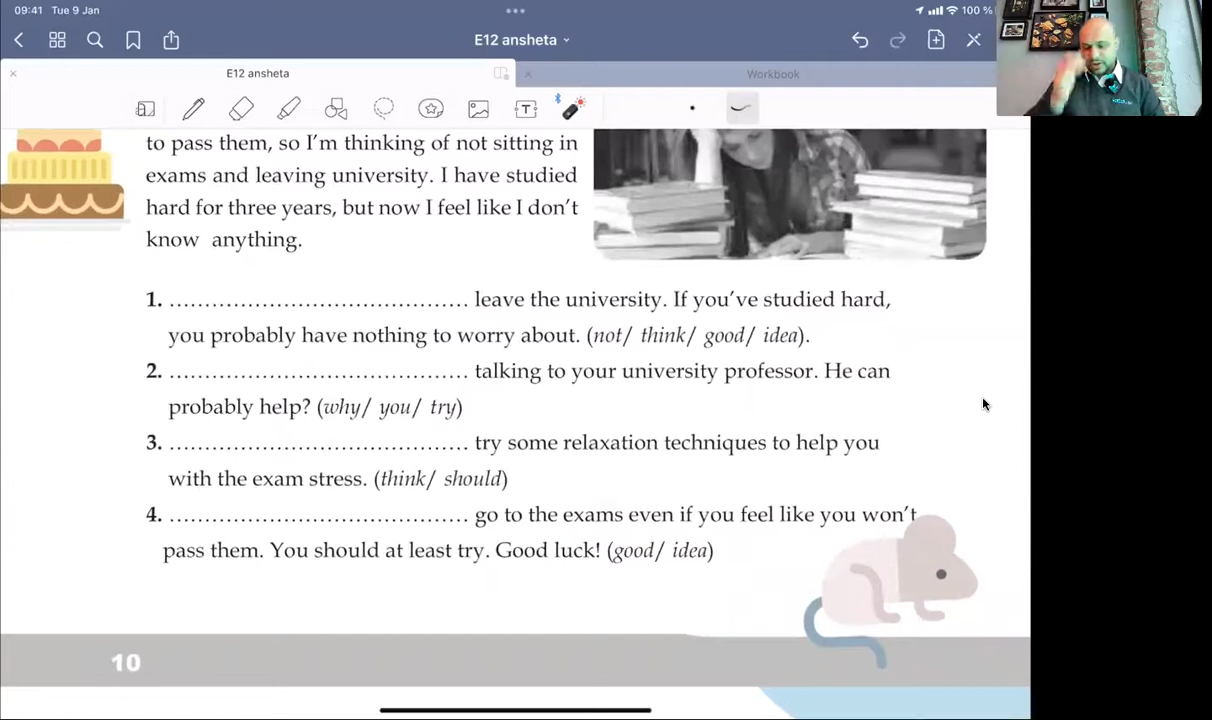 09:41 Tue 9 Jan
100 %
E12 ansheta
E12 ansheta
Workbook
to pass them, so I'm thinking of not sitting in
exams and leaving university. I have studied
hard for three years, but now I feel like I don't
know anything.
1. ........................................... leave the university. If you've studied hard,
you probably have nothing to worry about. (not/ think/ good/ idea).
2. ........................................... talking to your university professor. He can
probably help? (why/ you/ try)
3. ........................................... try some relaxation techniques to help you
with the exam stress. (think/ should)
4. ........................................... go to the exams even if you feel like you won't
pass them. You should at least try. Good luck! (good/ idea)
10